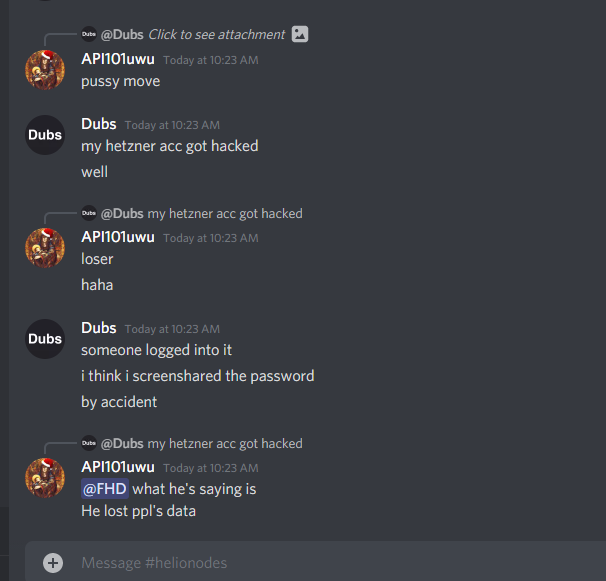 Dubs @Dubs Click to see attachment
API101uwu Today at 10:23 AM
pussy move
Dubs Dubs Today at 10:23 AM
my hetzner acc got hacked
well
Dubs @Dubs my hetzner acc got hacked
API101uwu Today at 10:23 AM
loser
haha
Dubs Dubs Today at 10:23 AM
someone logged into it
i think i screenshared the password
by accident
Dubs @Dubs my hetzner acc got hacked
API101uwu Today at 10:23 AM
@FHD what he's saying is
He lost ppl's data
Message #helionodes